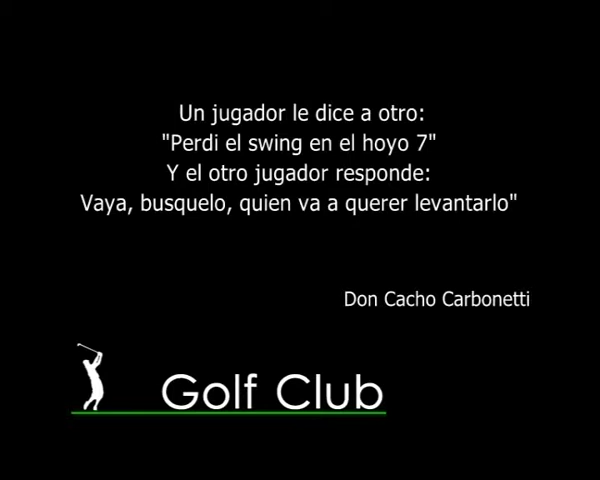 Un jugador le dice a otro:
"Perdi el swing en el hoyo 7"
Y el otro jugador responde:
Vaya, busquelo, quien va a querer levantarlo"
Don Cacho Carbonetti
Golf Club